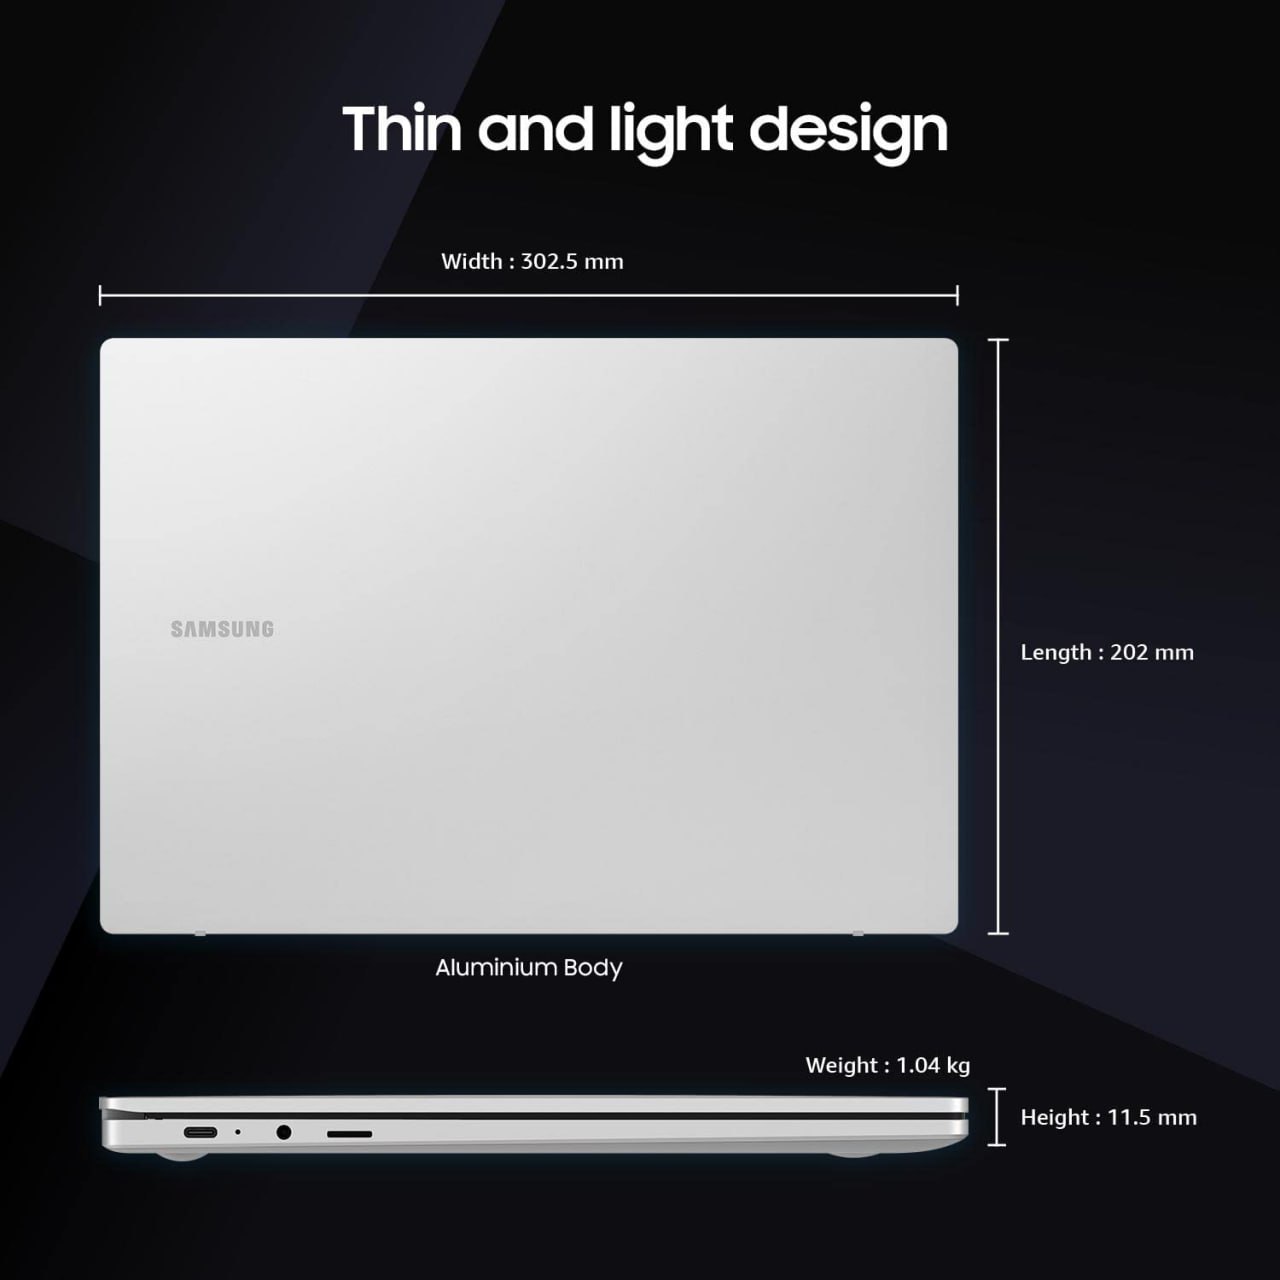 Thin and light design
Width : 302.5 mm
SAMSUNG
Length : 202 mm
Aluminium Body
Weight : 1.04 kg
Height : 11.5 mm